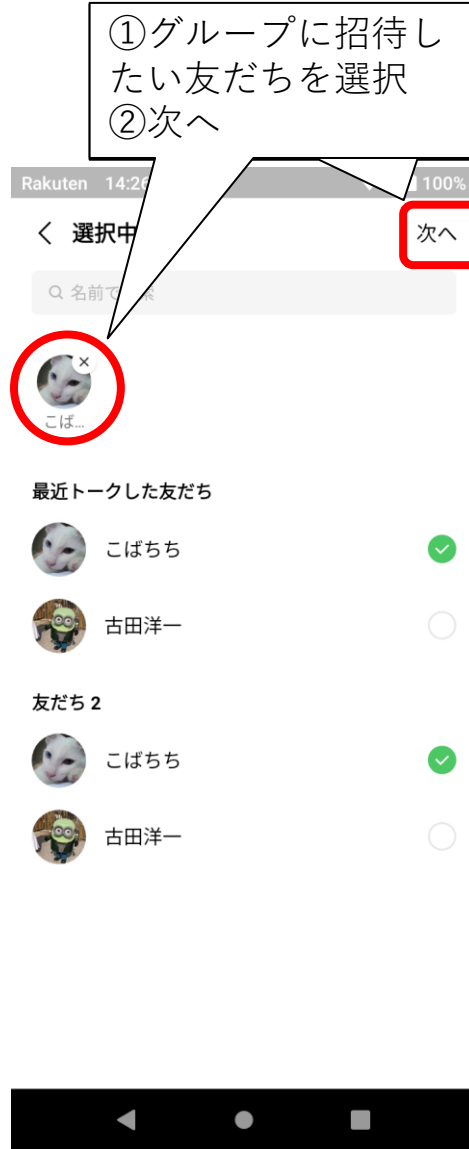 ①グループに招待し
たい友だちを選択
②次へ
Rakuten 14:26 100%
選択中
次へ
名前で
こば…
最近トークした友だち
こばちち
古田洋一
友だち 2
こばちち
古田洋一